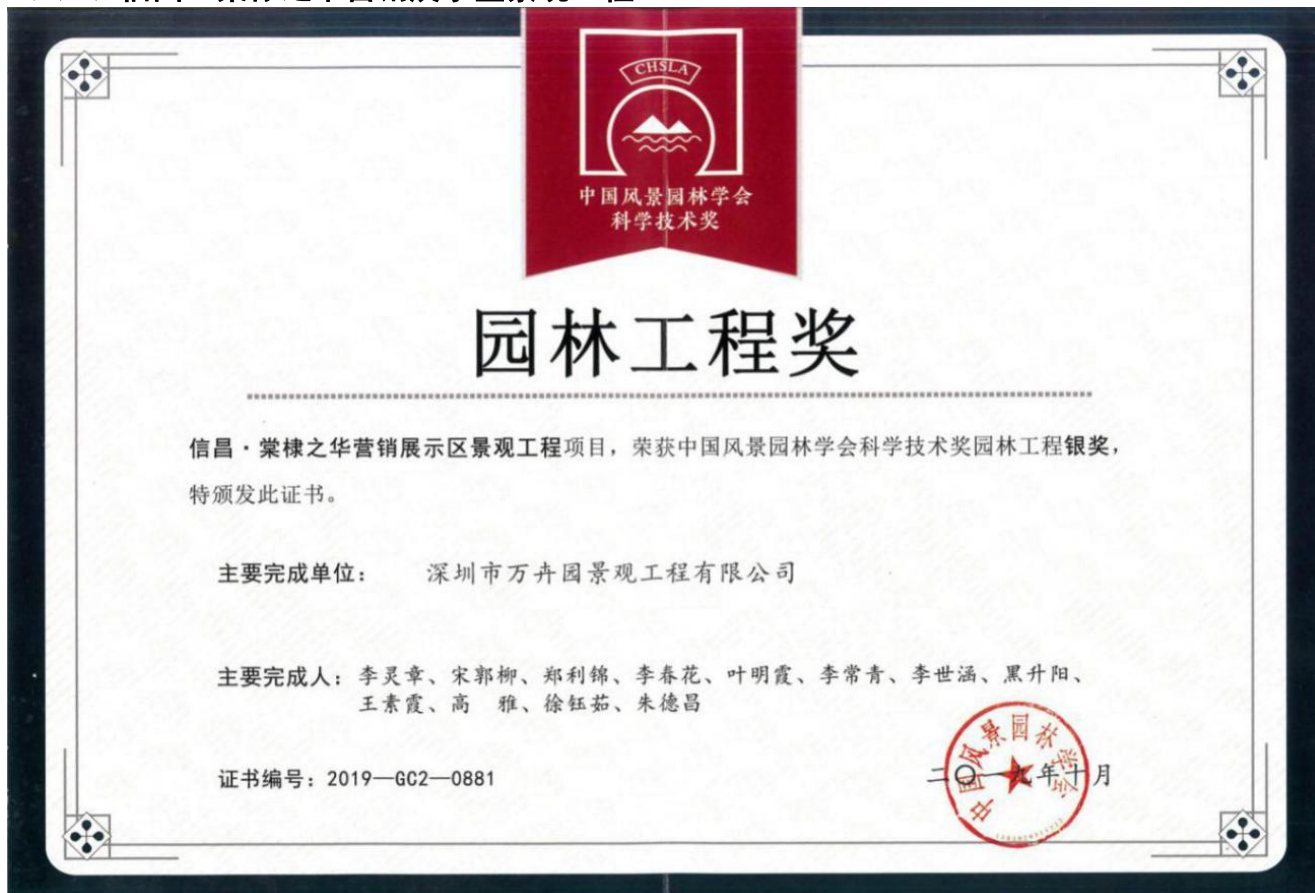 CHSLA
中国风景园林学会
科学技术奖
园林工程奖
信昌·棠棣之华营销展示区景观工程项目，荣获中国风景园林学会科学技术奖园林工程银奖，
特颁发此证书。
主要完成单位： 深圳市万卉园景观工程有限公司
主要完成人：李灵章、宋郭柳、郑利锦、李春花、叶明霞、李常青、李世涵、黑升阳、
王素霞、高 雅、徐钰茹、朱德昌
证书编号：2019—GC2—0881
二〇一九年十月
中国风景园林学会